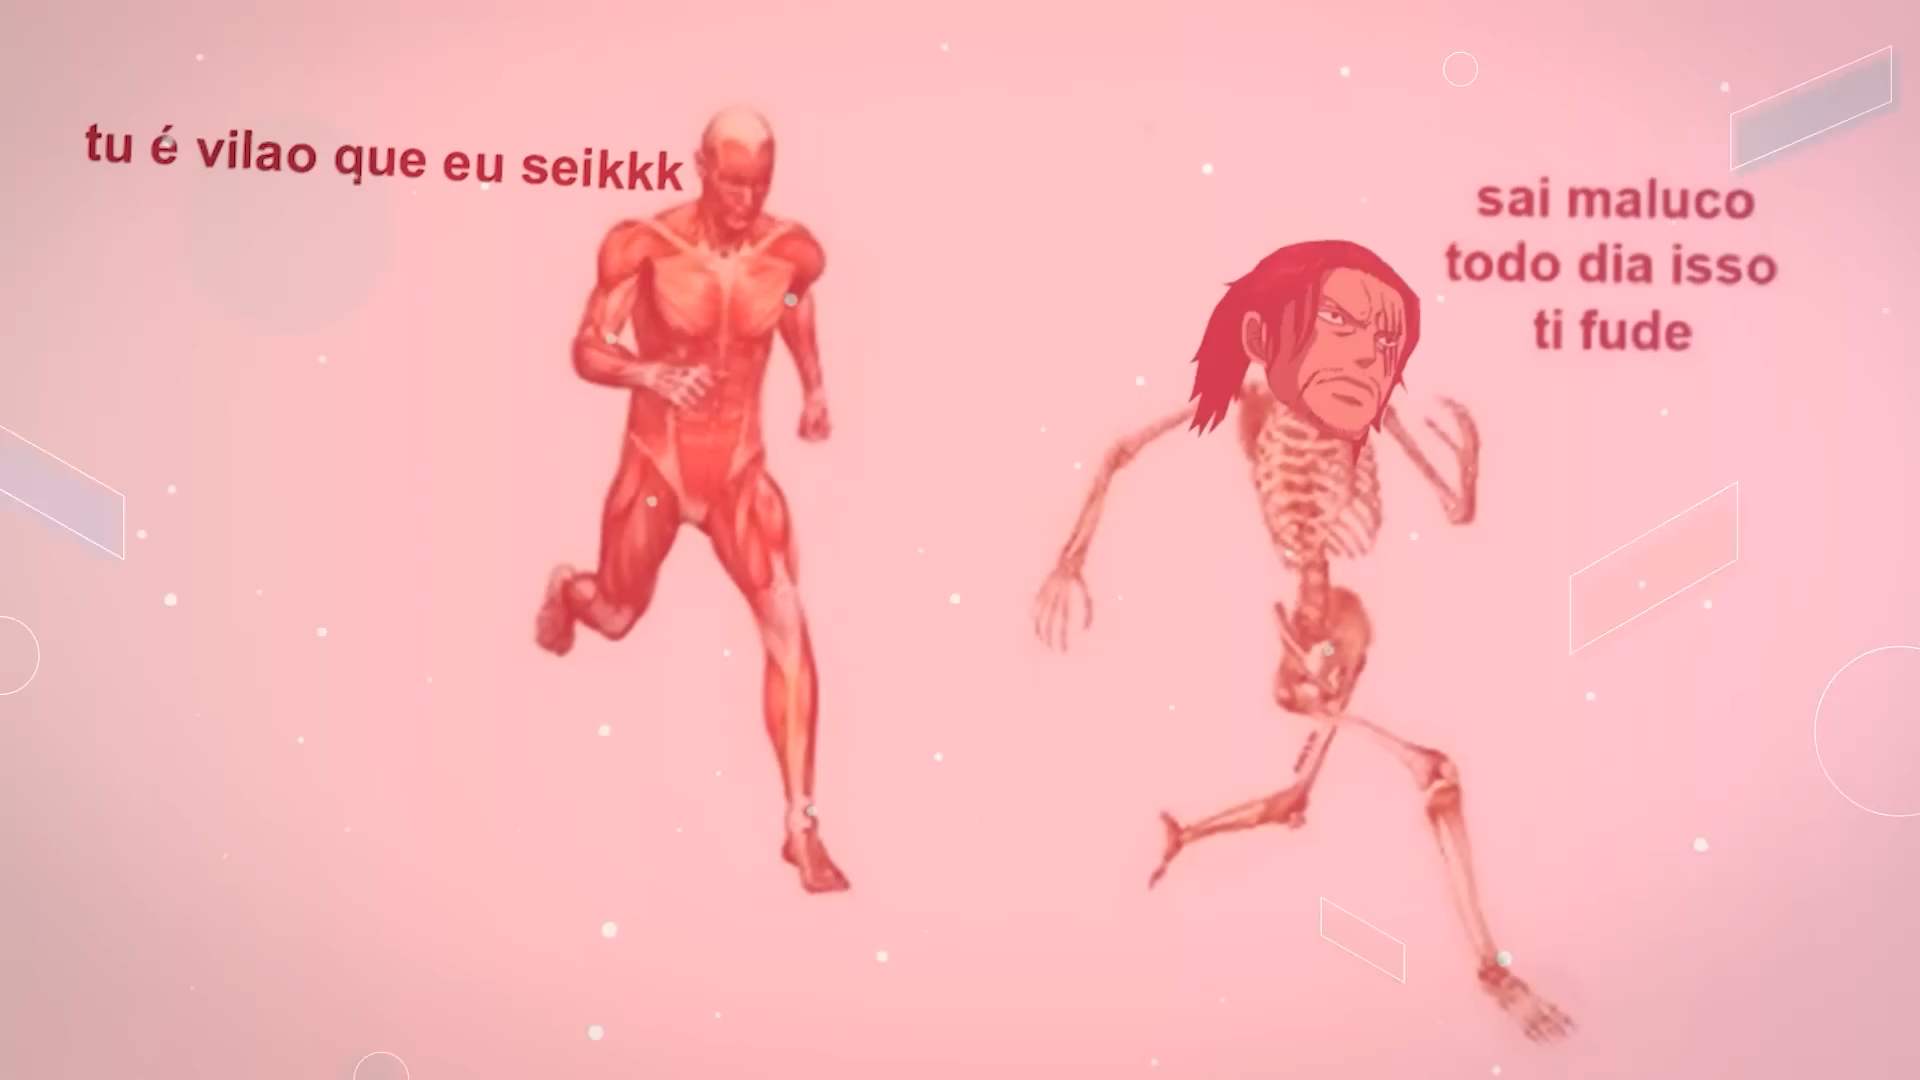 tu é vilao que eu seikkk
sai maluco
todo dia isso
ti fude